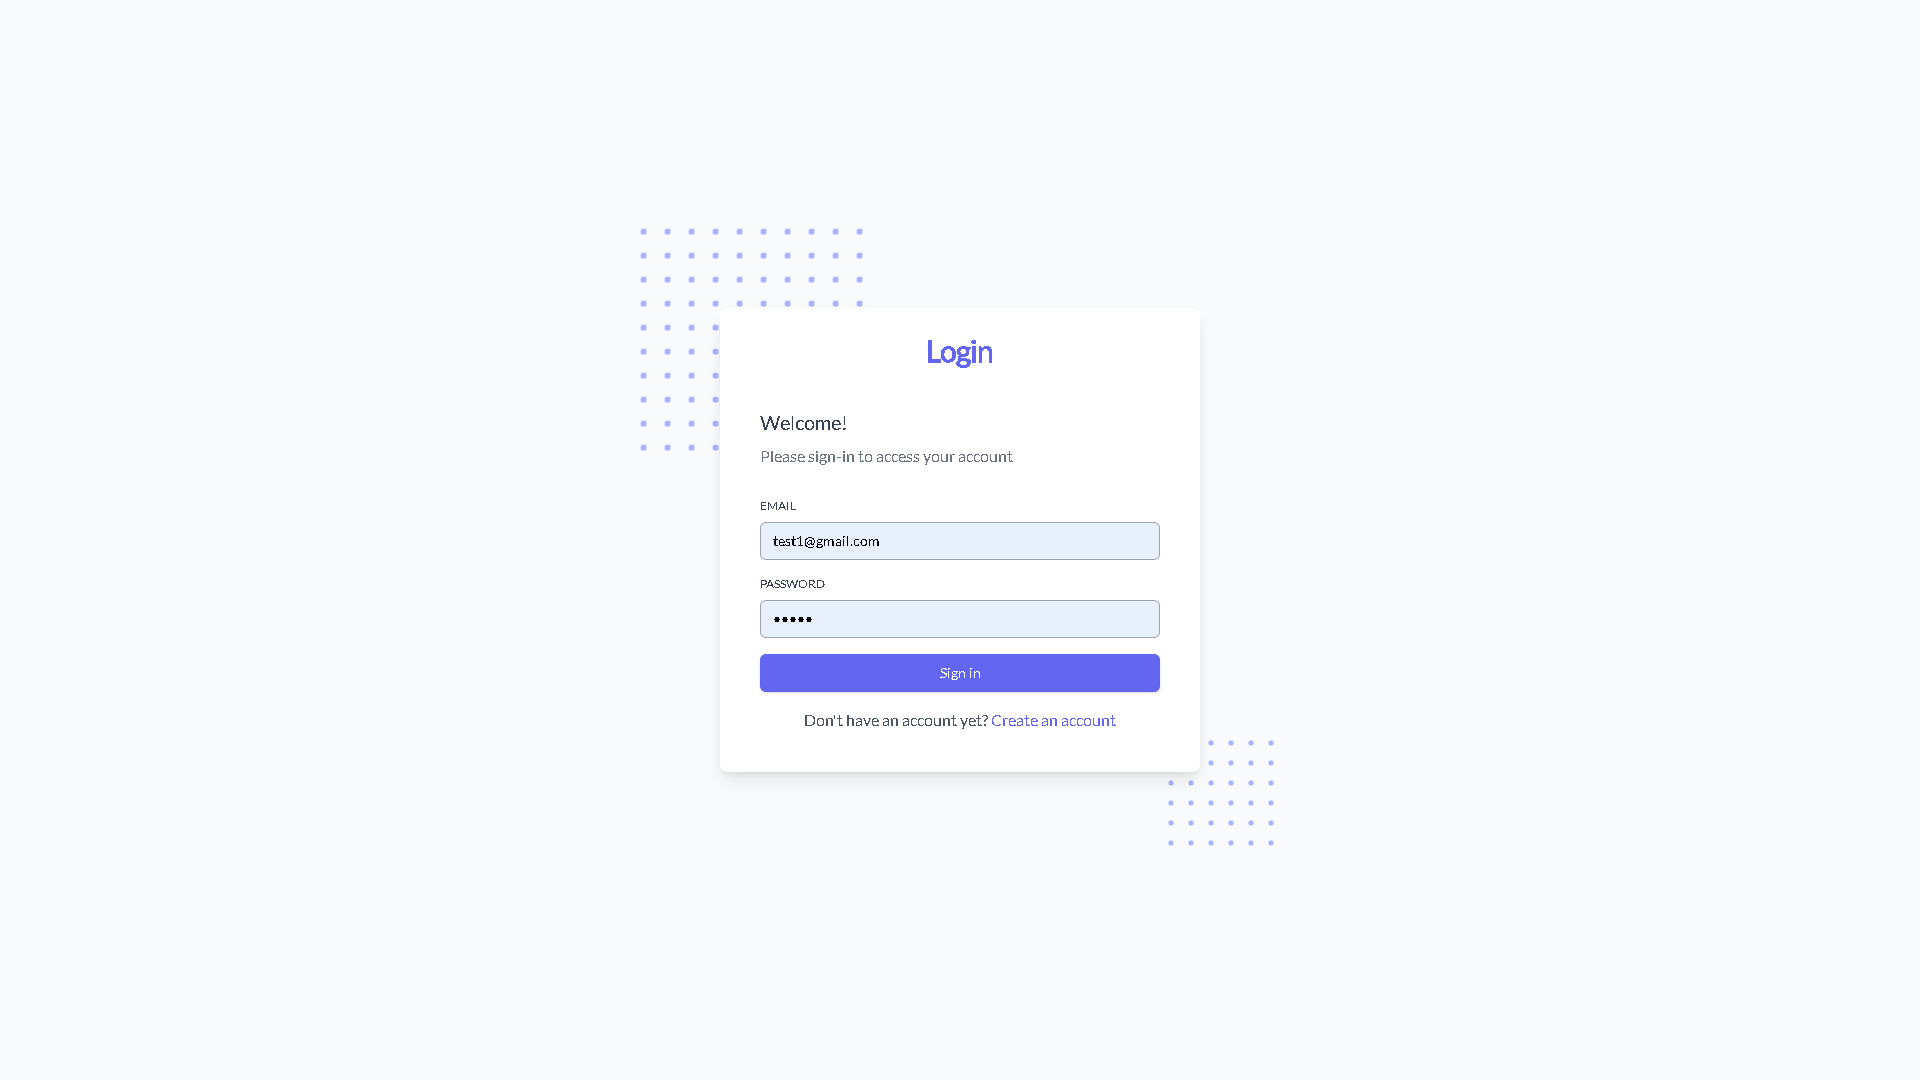 Login
Welcome!
Please sign-in to access your account
EMAIL
test1@gmail.com
PASSWORD
•••••
Sign in
Don't have an account yet? Create an account